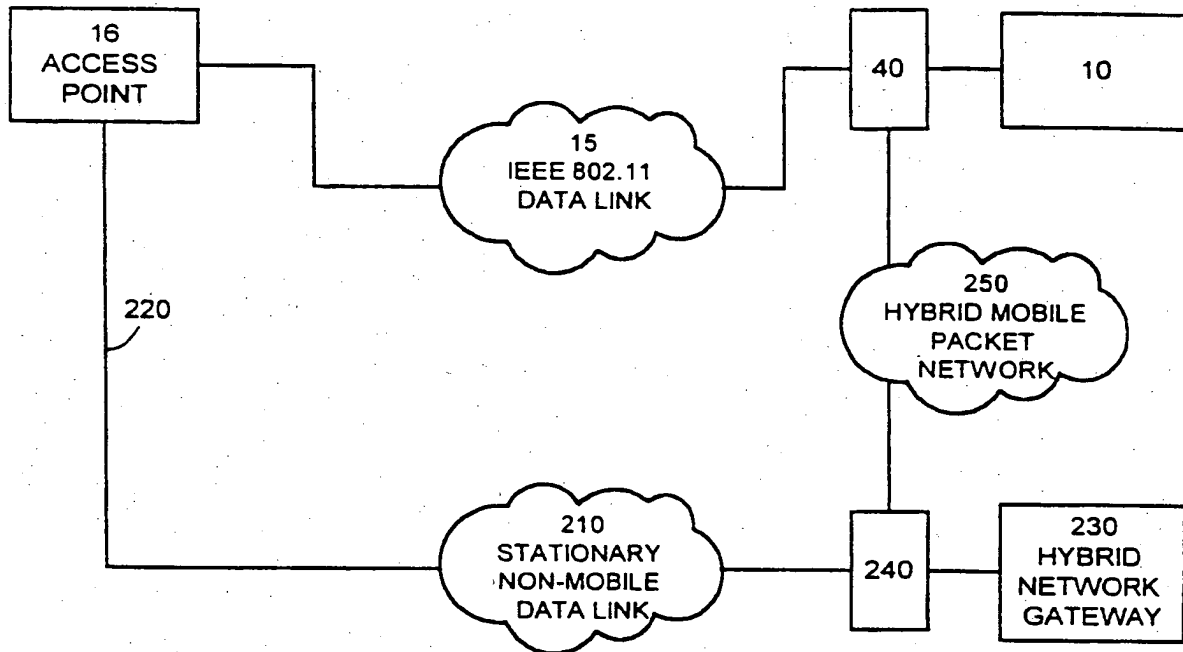 16
ACCESS
POINT
40
10
15
IEEE 802.11
DATA LINK
250
HYBRID MOBILE
PACKET
NETWORK
220
210
STATIONARY
NON-MOBILE
DATA LINK
240
230
HYBRID
NETWORK
GATEWAY